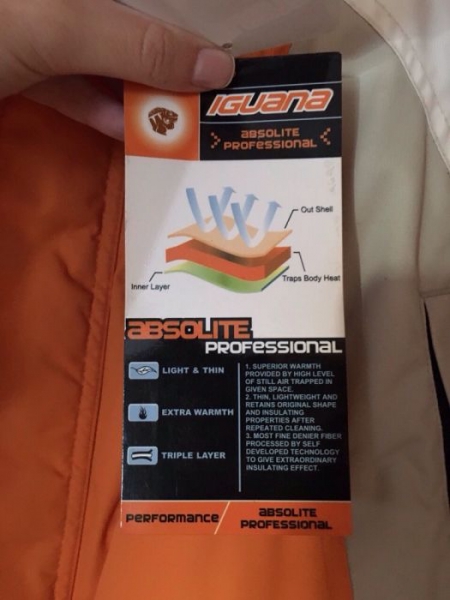 IGUANA
ABSOLITE
PROFESSIONAL
Out Shell
Traps Body Heat
Inner Layer
ABSOLITE
PROFESSIONAL
LIGHT & THIN
EXTRA WARMTH
TRIPLE LAYER
1. SUPERIOR WARMTH
PROVIDED BY HIGH LEVEL
OF STILL AIR TRAPPED IN
GIVEN SPACE.
2. THIN, LIGHTWEIGHT AND
RETAINS ORIGINAL SHAPE
AND INSULATING
PROPERTIES AFTER
REPEATED CLEANING.
3. MOST FINE DENIER FIBER
PROCESSED BY SELF
DEVELOPED TECHNOLOGY
TO GIVE EXTRAORDINARY
INSULATING EFFECT.
PERFORMANCE
ABSOLITE
PROFESSIONAL